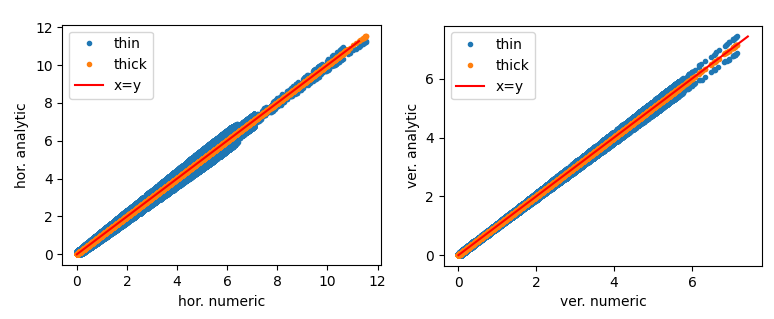 12
10
8
6
4
2
0
hor. analytic
thin
thick
x=y
0 2 4 6 8 10 12
hor. numeric
6
4
2
0
ver. analytic
thin
thick
x=y
0 2 4 6
ver. numeric